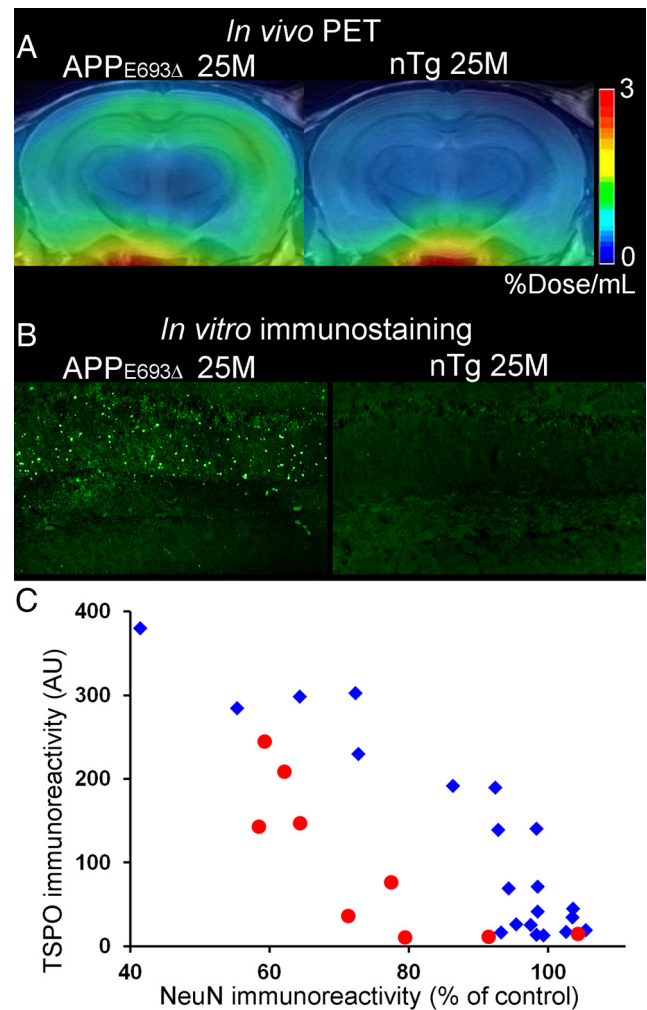 In vivo PET
A
APPE693Δ 25M
nTg 25M
3
0
%Dose/mL
In vitro immunostaining
B
APPE693Δ 25M
nTg 25M
C
400
300
200
100
0
40
60
80
100
TSPO immunoreactivity (AU)
NeuN immunoreactivity (% of control)